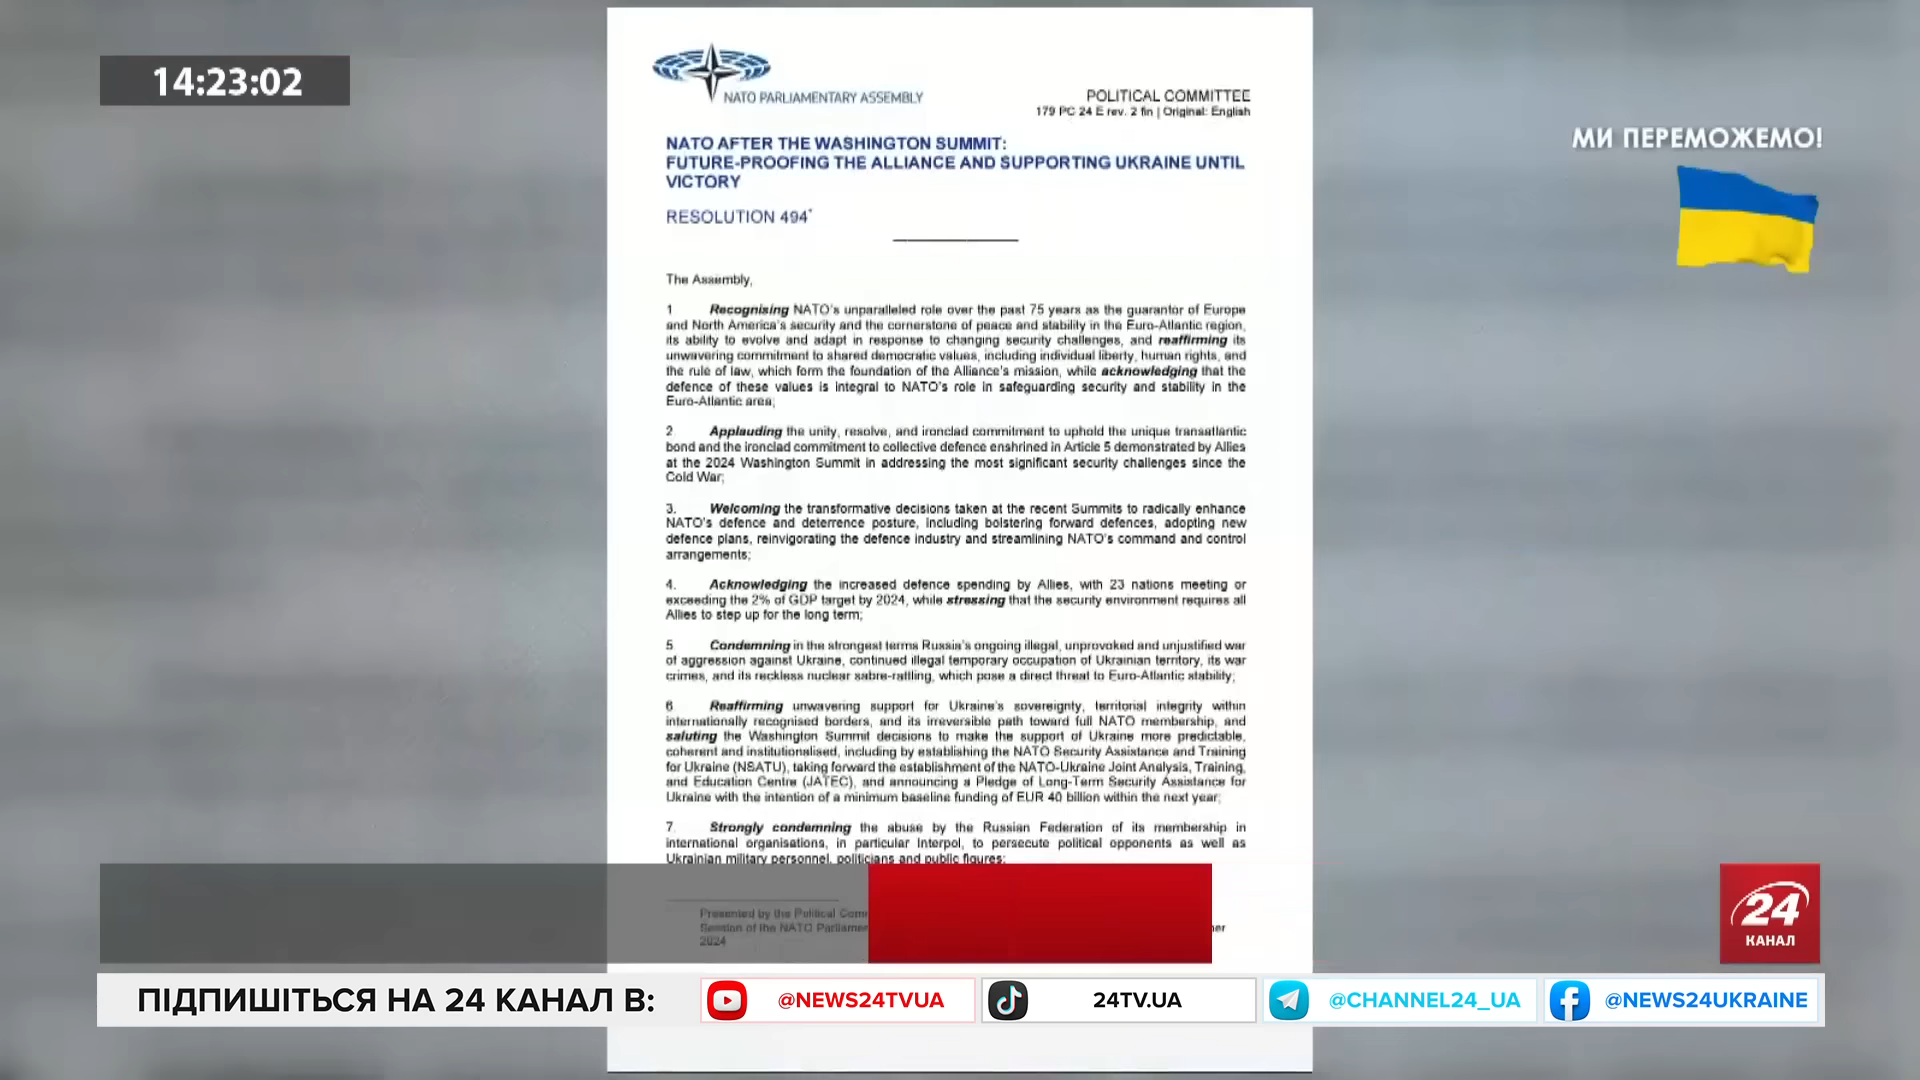 14:23:02
NATO PARLIAMENTARY ASSEMBLY
POLITICAL COMMITTEE
179 PC 24 E rev. 2 fin | Original: English
МИ ПЕРЕМОЖЕМО!
NATO AFTER THE WASHINGTON SUMMIT:
FUTURE-PROOFING THE ALLIANCE AND SUPPORTING UKRAINE UNTIL
VICTORY
RESOLUTION 494*
The Assembly,
1 Recognising NATO's unparalleled role over the past 75 years as the guarantor of Europe
and North America's security and the cornerstone of peace and stability in the Euro-Atlantic region,
its ability to evolve and adapt in response to changing security challenges, and reaffirming its
unwavering commitment to shared democratic values, including individual liberty, human rights, and
the rule of law, which form the foundation of the Alliance's mission, while acknowledging that the
defence of these values is integral to NATO's role in safeguarding security and stability in the
Euro-Atlantic area;
2 Applauding the unity, resolve, and ironclad commitment to uphold the unique transatlantic
bond and the ironclad commitment to collective defence enshrined in Article 5 demonstrated by Allies
at the 2024 Washington Summit in addressing the most significant security challenges since the
Cold War;
3. Welcoming the transformative decisions taken at the recent Summits to radically enhance
NATO's defence and deterrence posture, including bolstering forward defences, adopting new
defence plans, reinvigorating the defence industry and streamlining NATO's command and control
arrangements;
4. Acknowledging the increased defence spending by Allies, with 23 nations meeting or
exceeding the 2% of GDP target by 2024, while stressing that the security environment requires all
Allies to step up for the long term;
5 Condemning in the strongest terms Russia's ongoing illegal, unprovoked and unjustified war
of aggression against Ukraine, continued illegal temporary occupation of Ukrainian territory, its war
crimes, and its reckless nuclear sabre-rattling, which pose a direct threat to Euro-Atlantic stability;
6 Reaffirming unwavering support for Ukraine's sovereignty, territorial integrity within
internationally recognised borders, and its irreversible path toward full NATO membership, and
saluting the Washington Summit decisions to make the support of Ukraine more predictable,
coherent and institutionalised, including by establishing the NATO Security Assistance and Training
for Ukraine (NSATU), taking forward the establishment of the NATO-Ukraine Joint Analysis, Training,
and Education Centre (JATEC), and announcing a Pledge of Long-Term Security Assistance for
Ukraine with the intention of a minimum baseline funding of EUR 40 billion within the next year;
7. Strongly condemning the abuse by the Russian Federation of its membership in
international organisations, in particular Interpol, to persecute political opponents as well as
Ukrainian military personnel, politicians and public figures;
Presented by the Political
Session of the NATO
2024
24
КАНАЛ
ПІДПИШІТЬСЯ НА 24 КАНАЛ В:
@NEWS24TVUA
24TV.UA
@CHANNEL24_UA
@NEWS24UKRAINE